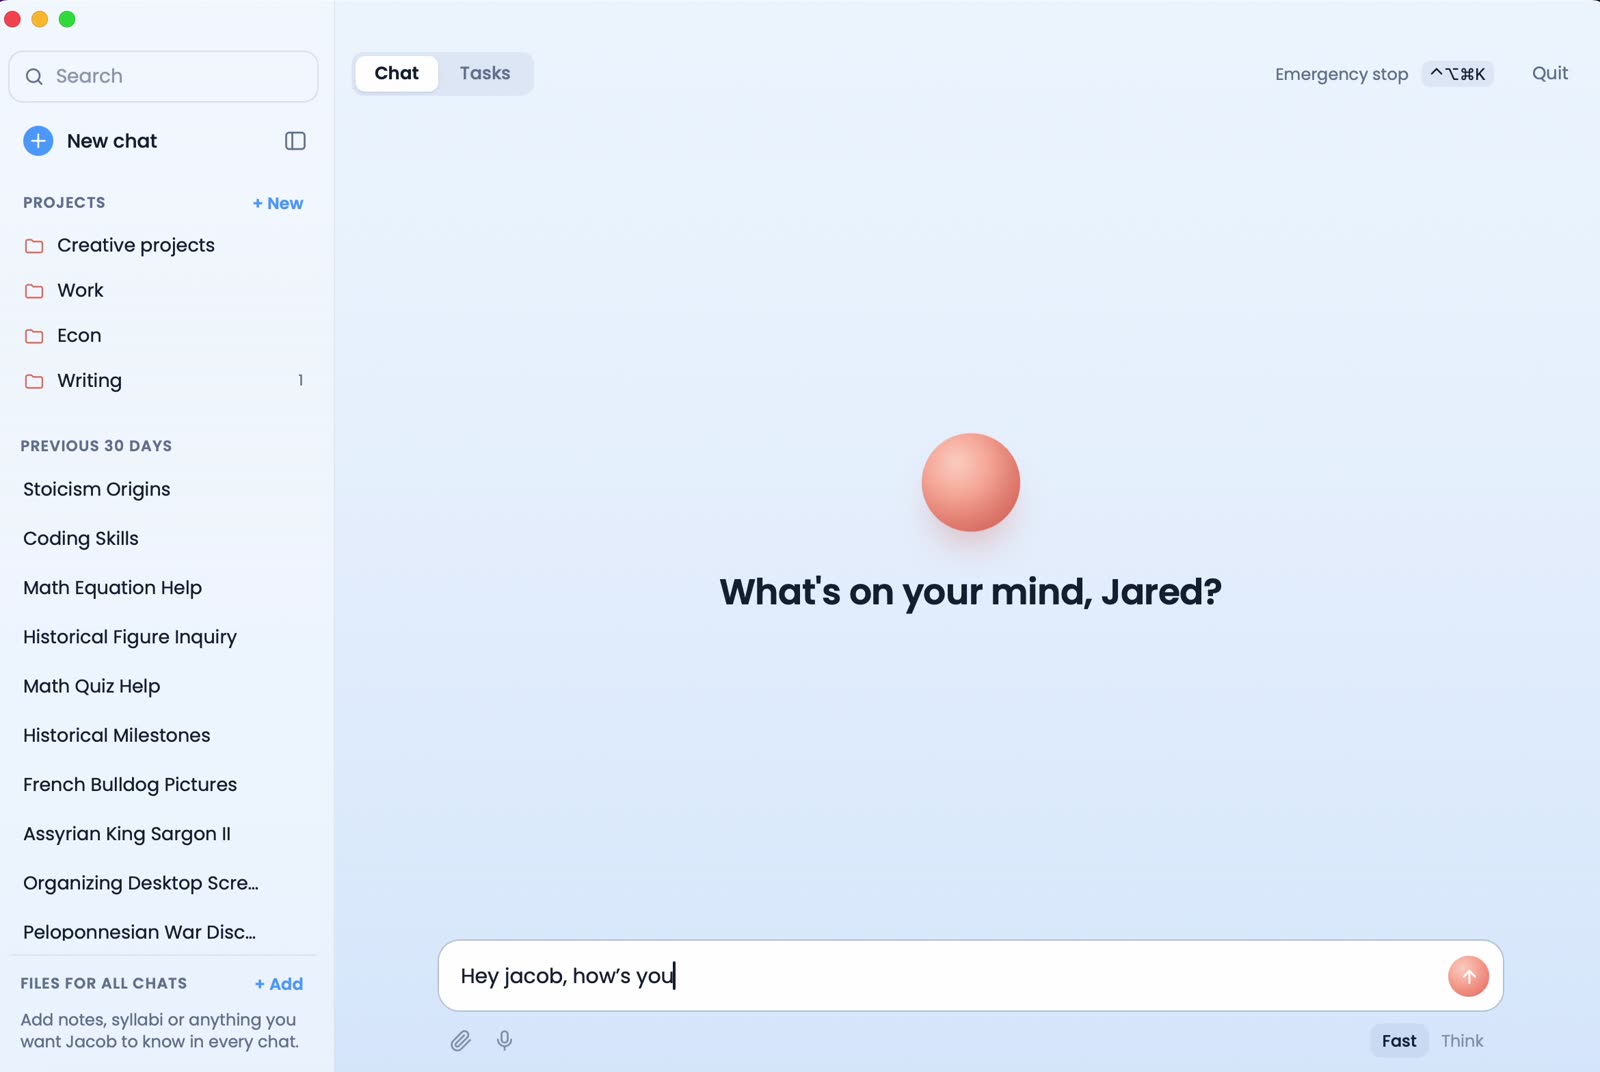 Search
New chat
PROJECTS
+ New
Creative projects
Work
Econ
Writing
1
PREVIOUS 30 DAYS
Stoicism Origins
Coding Skills
Math Equation Help
Historical Figure Inquiry
Math Quiz Help
Historical Milestones
French Bulldog Pictures
Assyrian King Sargon II
Organizing Desktop Scre...
Peloponnesian War Disc...
FILES FOR ALL CHATS
+ Add
Add notes, syllabi or anything you
want Jacob to know in every chat.
Chat
Tasks
Emergency stop
^⌥⌘K
Quit
What's on your mind, Jared?
Hey jacob, how’s you
Fast
Think